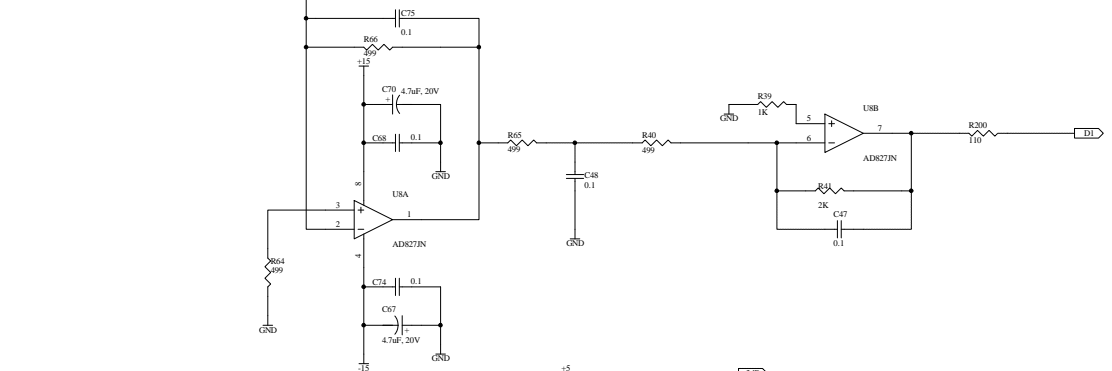 C75
0.1
R66
499
+15
C70 4.7uF, 20V
+
C68 0.1
GND
8
U8A
3 +
2 −
1
AD827JN
4
R64
499
GND
C74 0.1
C67
+
4.7uF, 20V
GND
-15
R65
499
C48
0.1
GND
R40
499
R39
1K
GND
U8B
5 +
6 −
7
AD827JN
R41
2K
C47
0.1
R200
110
D1
+5